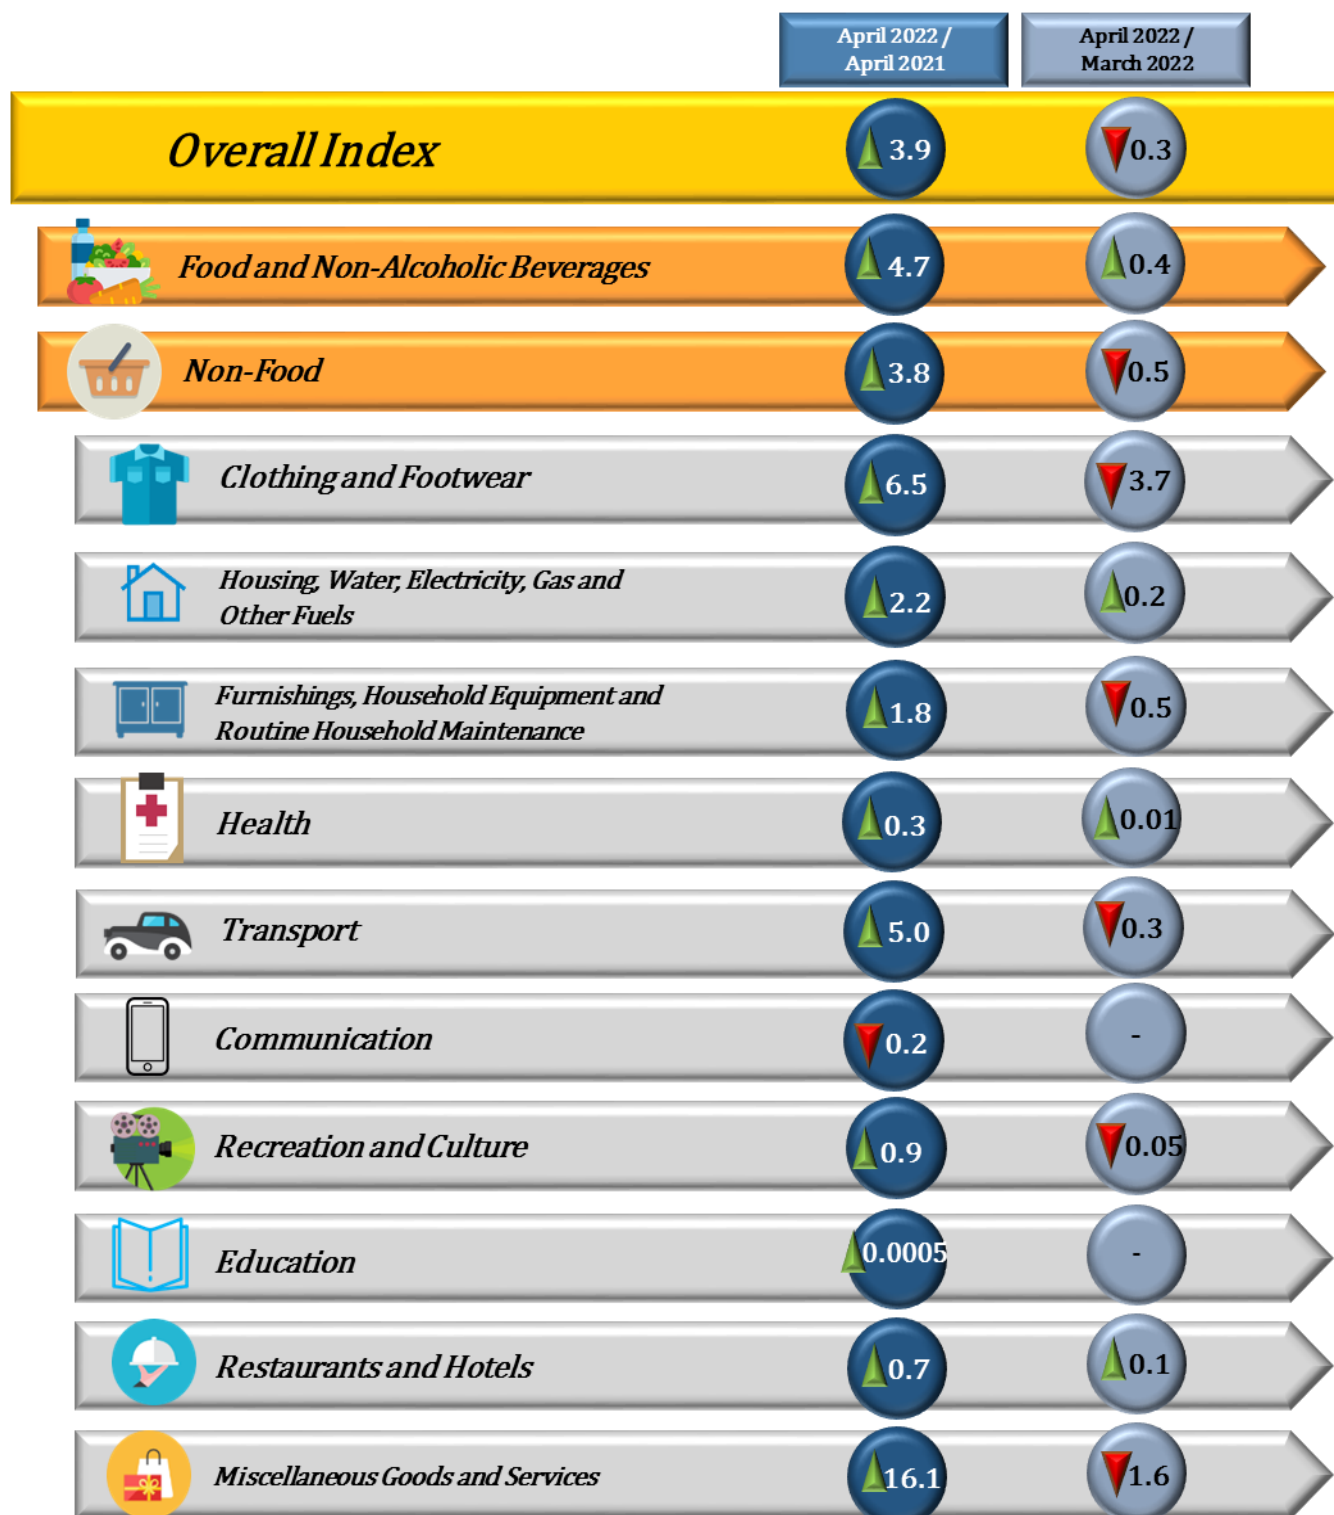 April 2022 /
April 2021
April 2022 /
March 2022
Overall Index 3.9 0.3
Food and Non-Alcoholic Beverages 4.7 0.4
Non-Food 3.8 0.5
Clothing and Footwear 6.5 3.7
Housing, Water, Electricity, Gas and
Other Fuels 2.2 0.2
Furnishings, Household Equipment and
Routine Household Maintenance 1.8 0.5
Health 0.3 0.01
Transport 5.0 0.3
Communication 0.2 -
Recreation and Culture 0.9 0.05
Education 0.0005 -
Restaurants and Hotels 0.7 0.1
Miscellaneous Goods and Services 16.1 1.6